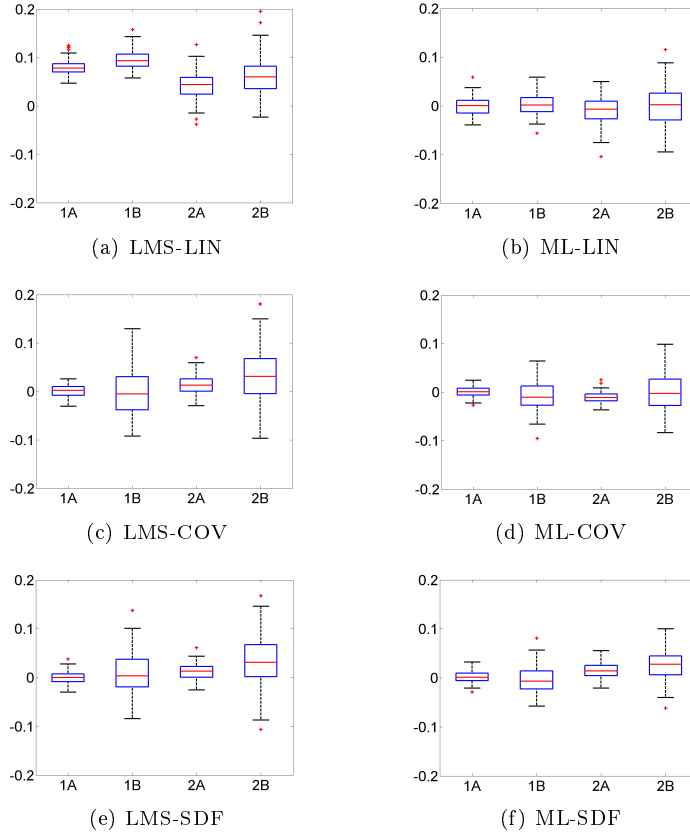 0.2
0.1
0
-0.1
-0.2
1A 1B 2A 2B
(a) LMS-LIN
0.2
0.1
0
-0.1
-0.2
1A 1B 2A 2B
(b) ML-LIN
0.2
0.1
0
-0.1
-0.2
1A 1B 2A 2B
(c) LMS-COV
0.2
0.1
0
-0.1
-0.2
1A 1B 2A 2B
(d) ML-COV
0.2
0.1
0
-0.1
-0.2
1A 1B 2A 2B
(e) LMS-SDF
0.2
0.1
0
-0.1
-0.2
1A 1B 2A 2B
(f) ML-SDF